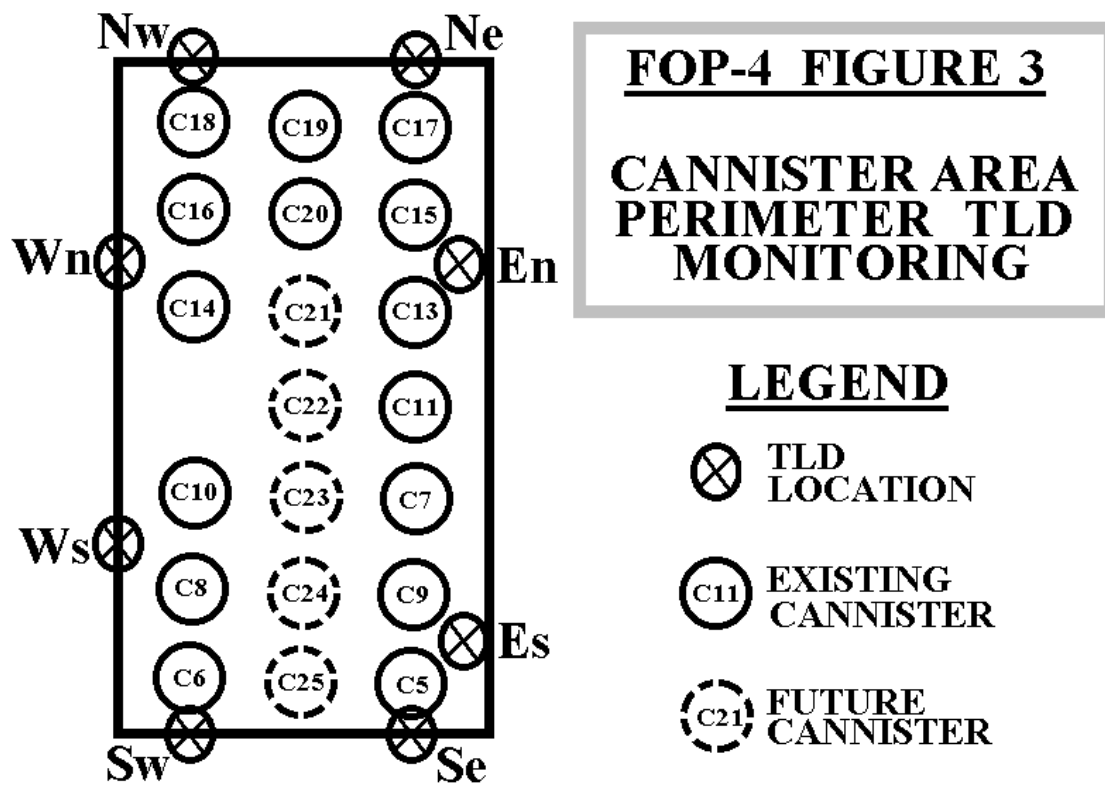 Nw
Ne
FOP-4 FIGURE 3
CANNISTER AREA
PERIMETER TLD
MONITORING
C18 C19 C17
C16 C20 C15
Wn
En
C14 C21 C13
C22 C11
C10 C23 C7
Ws
C8 C24 C9
Es
C6 C25 C5
Sw
Se
LEGEND
TLD
LOCATION
C11
EXISTING
CANNISTER
C21
FUTURE
CANNISTER